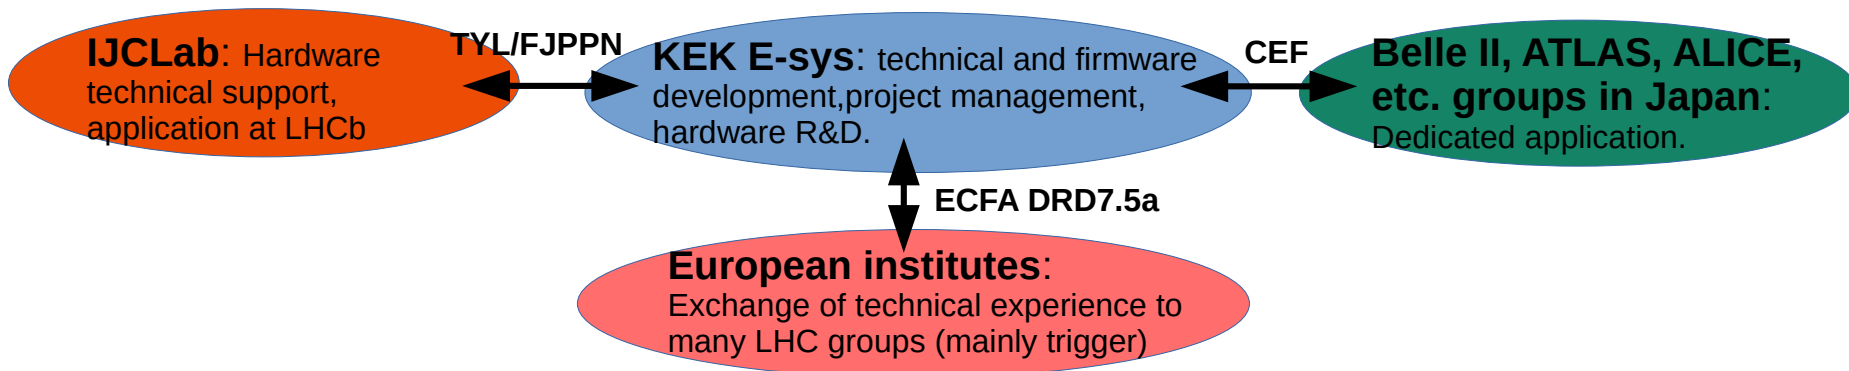 IJCLab: Hardware
technical support,
application at LHCb
TYL/FJPPN
KEK E-sys: technical and firmware
development,project management,
hardware R&D.
CEF
Belle II, ATLAS, ALICE,
etc. groups in Japan:
Dedicated application.
ECFA DRD7.5a
European institutes:
Exchange of technical experience to
many LHC groups (mainly trigger)